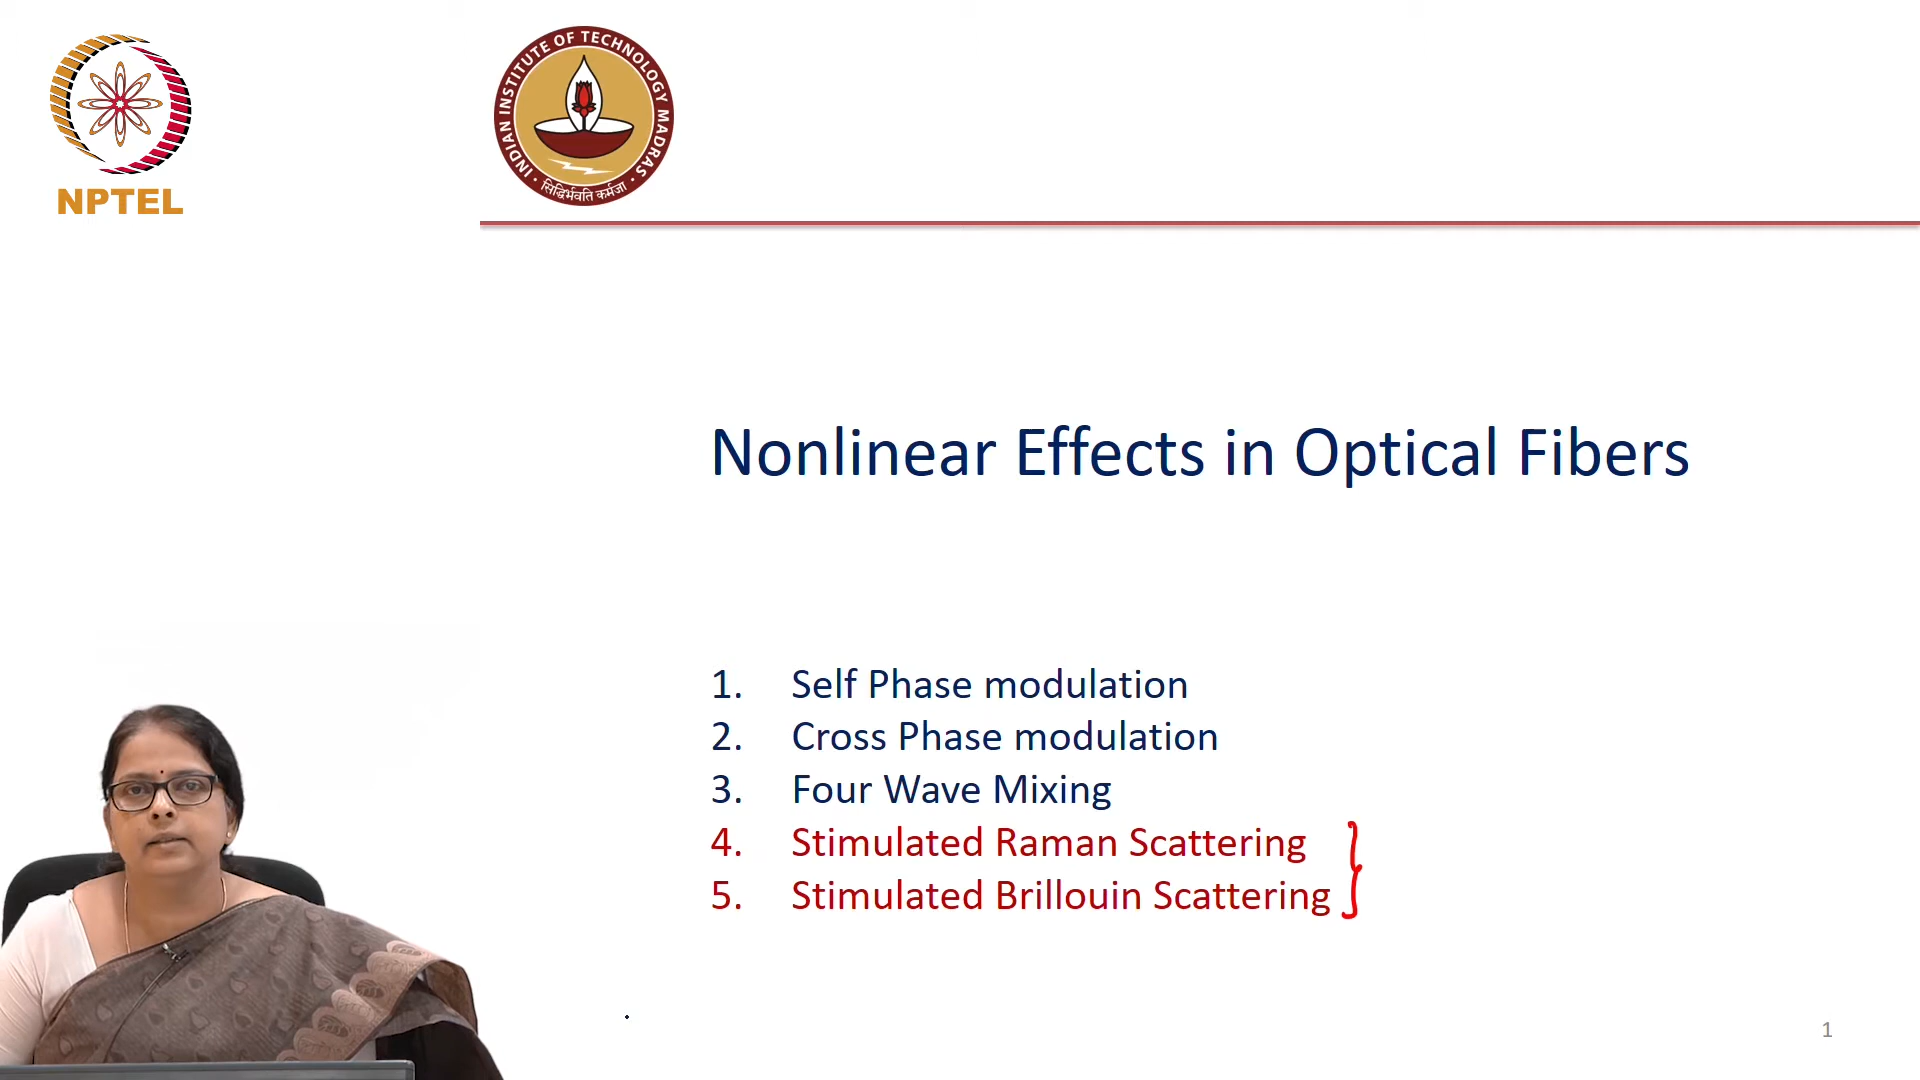 NPTEL
INDIAN INSTITUTE OF TECHNOLOGY MADRAS
सिद्धिर्भवति कर्मजा
Nonlinear Effects in Optical Fibers
1. Self Phase modulation
2. Cross Phase modulation
3. Four Wave Mixing
4. Stimulated Raman Scattering
5. Stimulated Brillouin Scattering
1